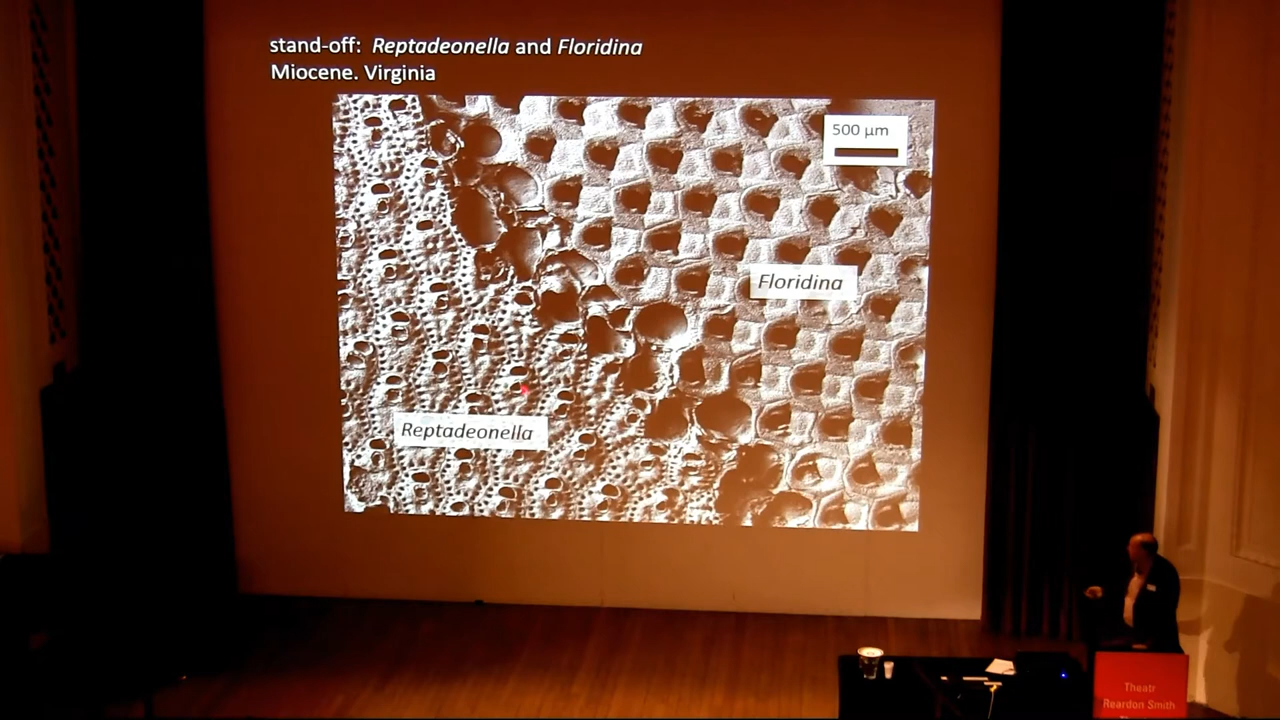 stand-off: Reptadeonella and Floridina
Miocene. Virginia
500 µm
Floridina
Reptadeonella
Theatr
Reardon Smith